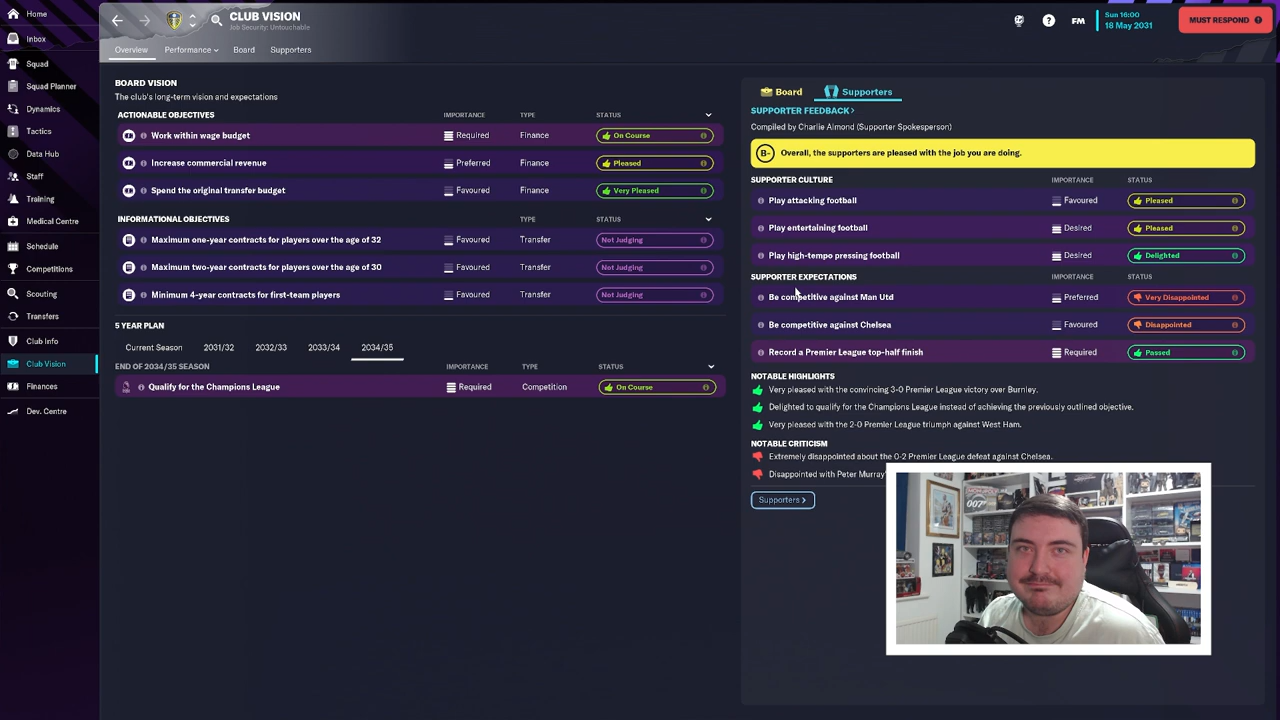 Home
Inbox
Squad
Squad Planner
Dynamics
Tactics
Data Hub
Staff
Training
Medical Centre
Schedule
Competitions
Scouting
Transfers
Club Info
Club Vision
Finances
Dev. Centre
CLUB VISION
Job Security: Untouchable
FM
Sun 16:00
18 May 2031
MUST RESPOND
Overview Performance Board Supporters
BOARD VISION
The club's long-term vision and expectations
ACTIONABLE OBJECTIVES IMPORTANCE TYPE STATUS
Work within wage budget Required Finance On Course
Increase commercial revenue Preferred Finance Pleased
Spend the original transfer budget Favoured Finance Very Pleased
INFORMATIONAL OBJECTIVES TYPE STATUS
Maximum one-year contracts for players over the age of 32 Favoured Transfer Not Judging
Maximum two-year contracts for players over the age of 30 Favoured Transfer Not Judging
Minimum 4-year contracts for first-team players Favoured Transfer Not Judging
5 YEAR PLAN
Current Season 2031/32 2032/33 2033/34 2034/35
END OF 2034/35 SEASON IMPORTANCE TYPE STATUS
Qualify for the Champions League Required Competition On Course
Board Supporters
SUPPORTER FEEDBACK >
Compiled by Charlie Almond (Supporter Spokesperson)
B- Overall, the supporters are pleased with the job you are doing.
SUPPORTER CULTURE IMPORTANCE STATUS
Play attacking football Favoured Pleased
Play entertaining football Desired Pleased
Play high-tempo pressing football Desired Delighted
SUPPORTER EXPECTATIONS IMPORTANCE STATUS
Be competitive against Man Utd Preferred Very Disappointed
Be competitive against Chelsea Favoured Disappointed
Record a Premier League top-half finish Required Passed
NOTABLE HIGHLIGHTS
Very pleased with the convincing 3-0 Premier League victory over Burnley.
Delighted to qualify for the Champions League instead of achieving the previously outlined objective.
Very pleased with the 2-0 Premier League triumph against West Ham.
NOTABLE CRITICISM
Extremely disappointed about the 0-2 Premier League defeat against Chelsea.
Disappointed with Peter Murray'
Supporters >
007